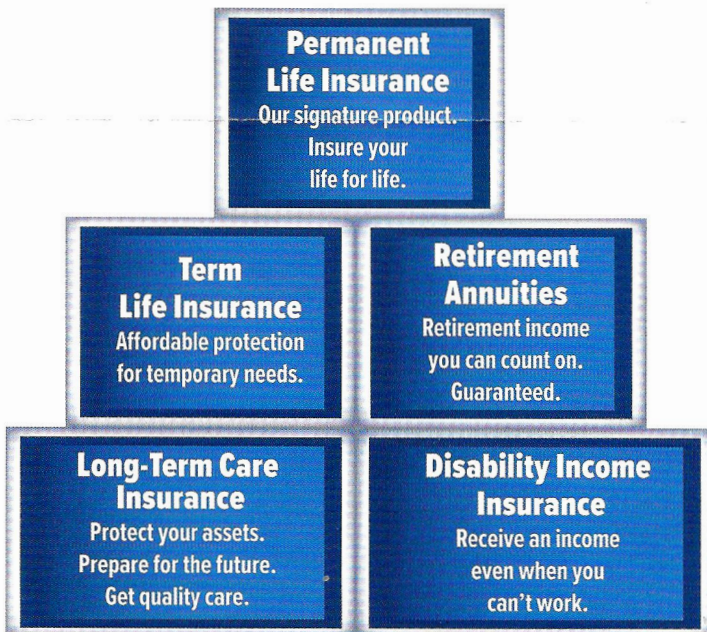 Permanent
Life Insurance
Our signature product.
Insure your
life for life.
Term
Life Insurance
Affordable protection
for temporary needs.
Retirement
Annuities
Retirement income
you can count on.
Guaranteed.
Long-Term Care
Insurance
Protect your assets.
Prepare for the future.
Get quality care.
Disability Income
Insurance
Receive an income
even when you
can't work.